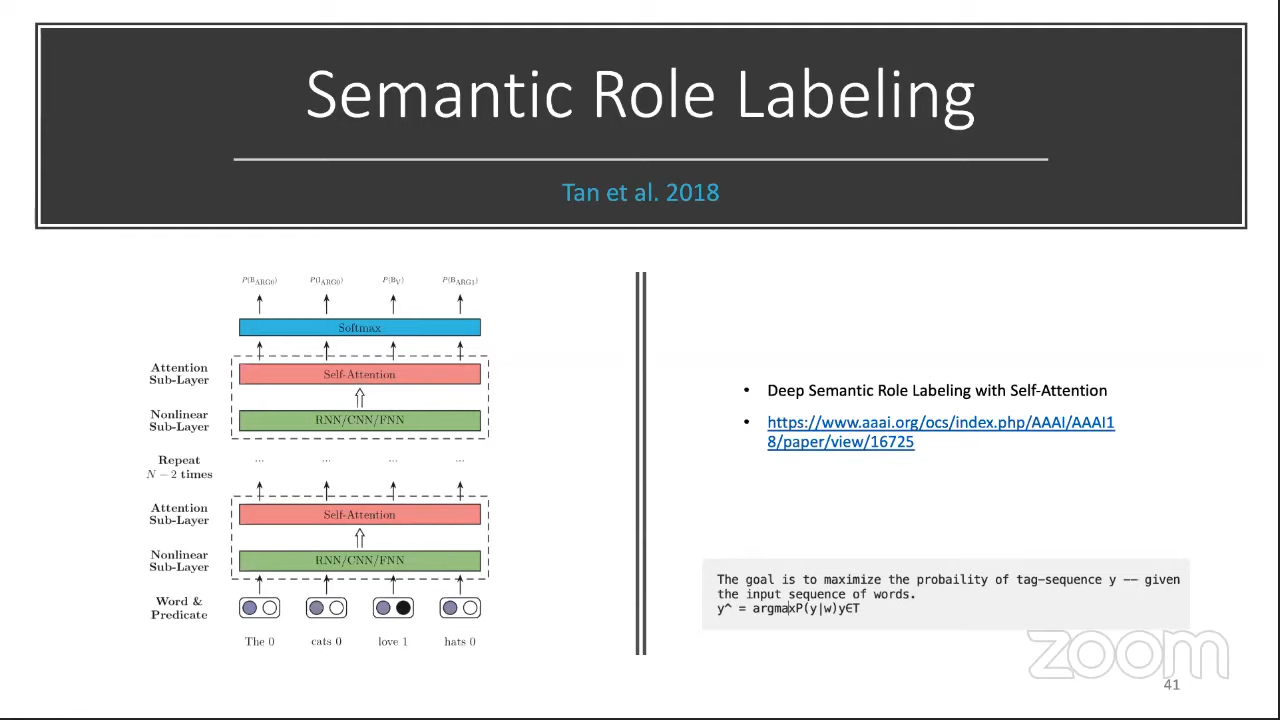 Semantic Role Labeling
Tan et al. 2018
P(B_ARG0) P(I_ARG0) P(B_V) P(B_ARG1)
Softmax
Attention
Sub-Layer
Self-Attention
Nonlinear
Sub-Layer
RNN/CNN/FNN
Repeat
N − 2 times
... ... ... ...
Attention
Sub-Layer
Self-Attention
Nonlinear
Sub-Layer
RNN/CNN/FNN
Word &
Predicate
The 0 cats 0 love 1 hats 0
• Deep Semantic Role Labeling with Self-Attention
• https://www.aaai.org/ocs/index.php/AAAI/AAAI1
8/paper/view/16725
The goal is to maximize the probaility of tag-sequence y –– given
the input sequence of words.
y^ = argmaxP(y|w)y∈T
zoom
41